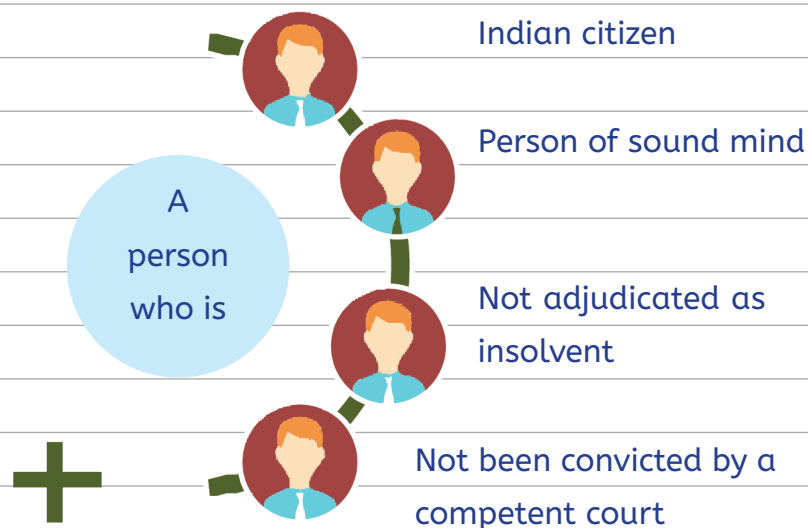 A
person
who is
Indian citizen
Person of sound mind
Not adjudicated as
insolvent
Not been convicted by a
competent court